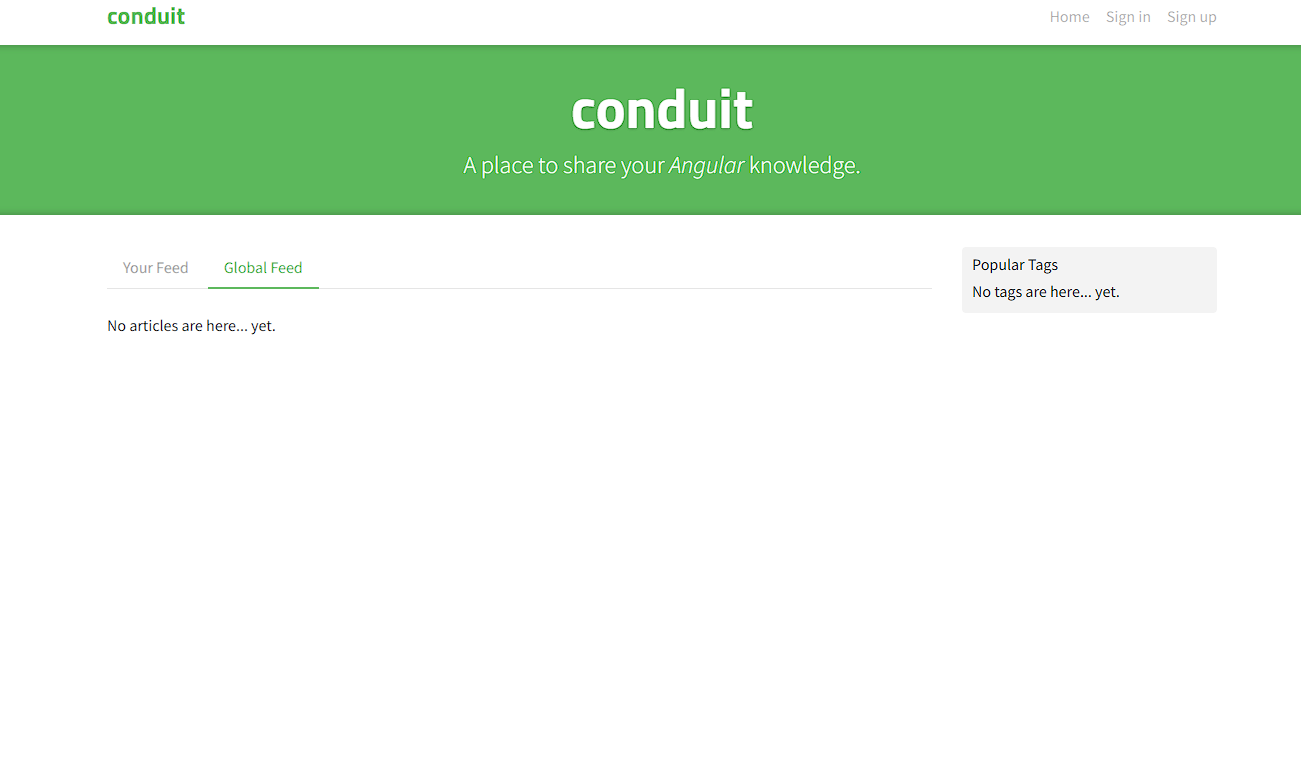 conduit
Home Sign in Sign up
conduit
A place to share your Angular knowledge.
Your Feed Global Feed
No articles are here... yet.
Popular Tags
No tags are here... yet.